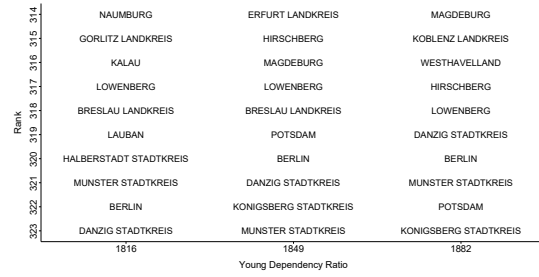 314 NAUMBURG ERFURT LANDKREIS MAGDEBURG
315 GORLITZ LANDKREIS HIRSCHBERG KOBLENZ LANDKREIS
316 KALAU MAGDEBURG WESTHAVELLAND
317 LOWENBERG LOWENBERG HIRSCHBERG
318 BRESLAU LANDKREIS BRESLAU LANDKREIS LOWENBERG
319 LAUBAN POTSDAM DANZIG STADTKREIS
320 HALBERSTADT STADTKREIS BERLIN BERLIN
321 MUNSTER STADTKREIS DANZIG STADTKREIS MUNSTER STADTKREIS
322 BERLIN KONIGSBERG STADTKREIS POTSDAM
323 DANZIG STADTKREIS MUNSTER STADTKREIS KONIGSBERG STADTKREIS
Rank
1816 1849 1882
Young Dependency Ratio